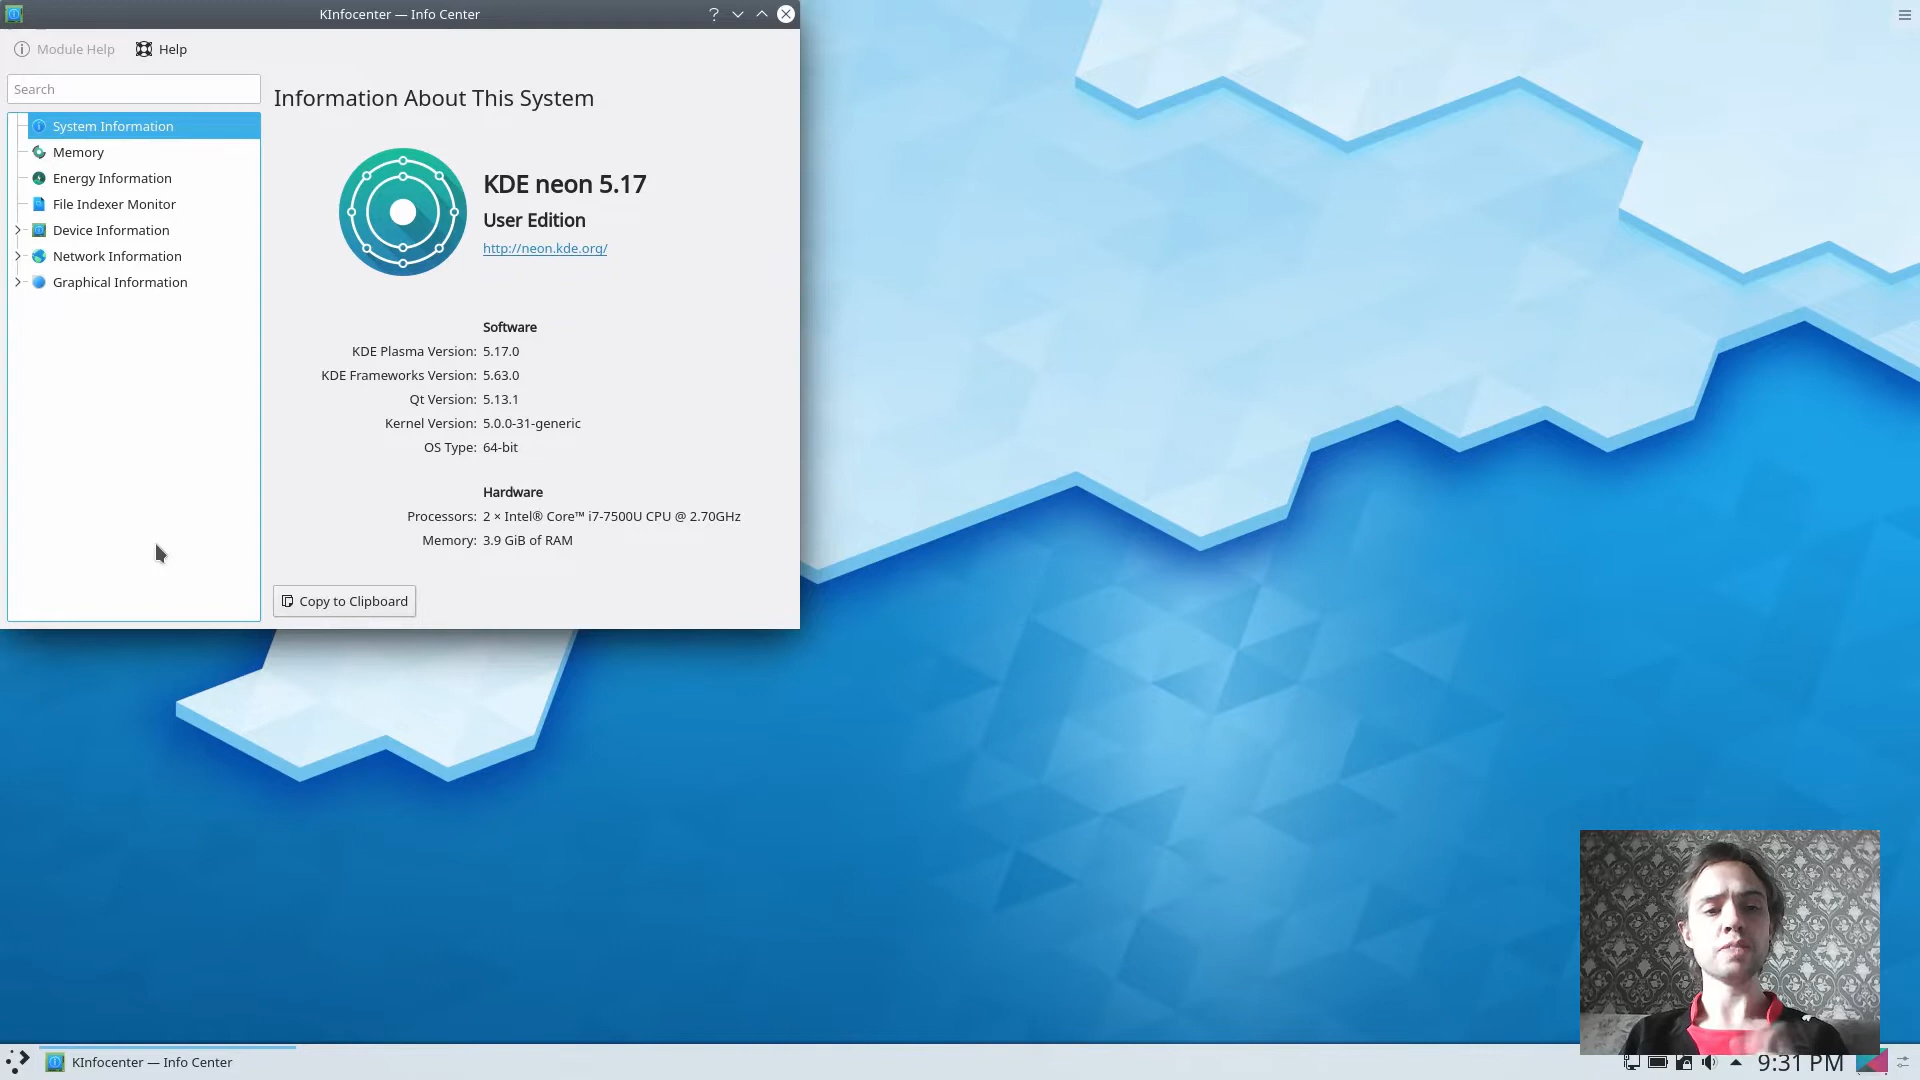 KInfocenter — Info Center
?
Module Help
Help
Search
System Information
Memory
Energy Information
File Indexer Monitor
Device Information
Network Information
Graphical Information
Information About This System
KDE neon 5.17
User Edition
http://neon.kde.org/
Software
KDE Plasma Version: 5.17.0
KDE Frameworks Version: 5.63.0
Qt Version: 5.13.1
Kernel Version: 5.0.0-31-generic
OS Type: 64-bit
Hardware
Processors: 2 × Intel® Core™ i7-7500U CPU @ 2.70GHz
Memory: 3.9 GiB of RAM
Copy to Clipboard
KInfocenter — Info Center
9:31 PM